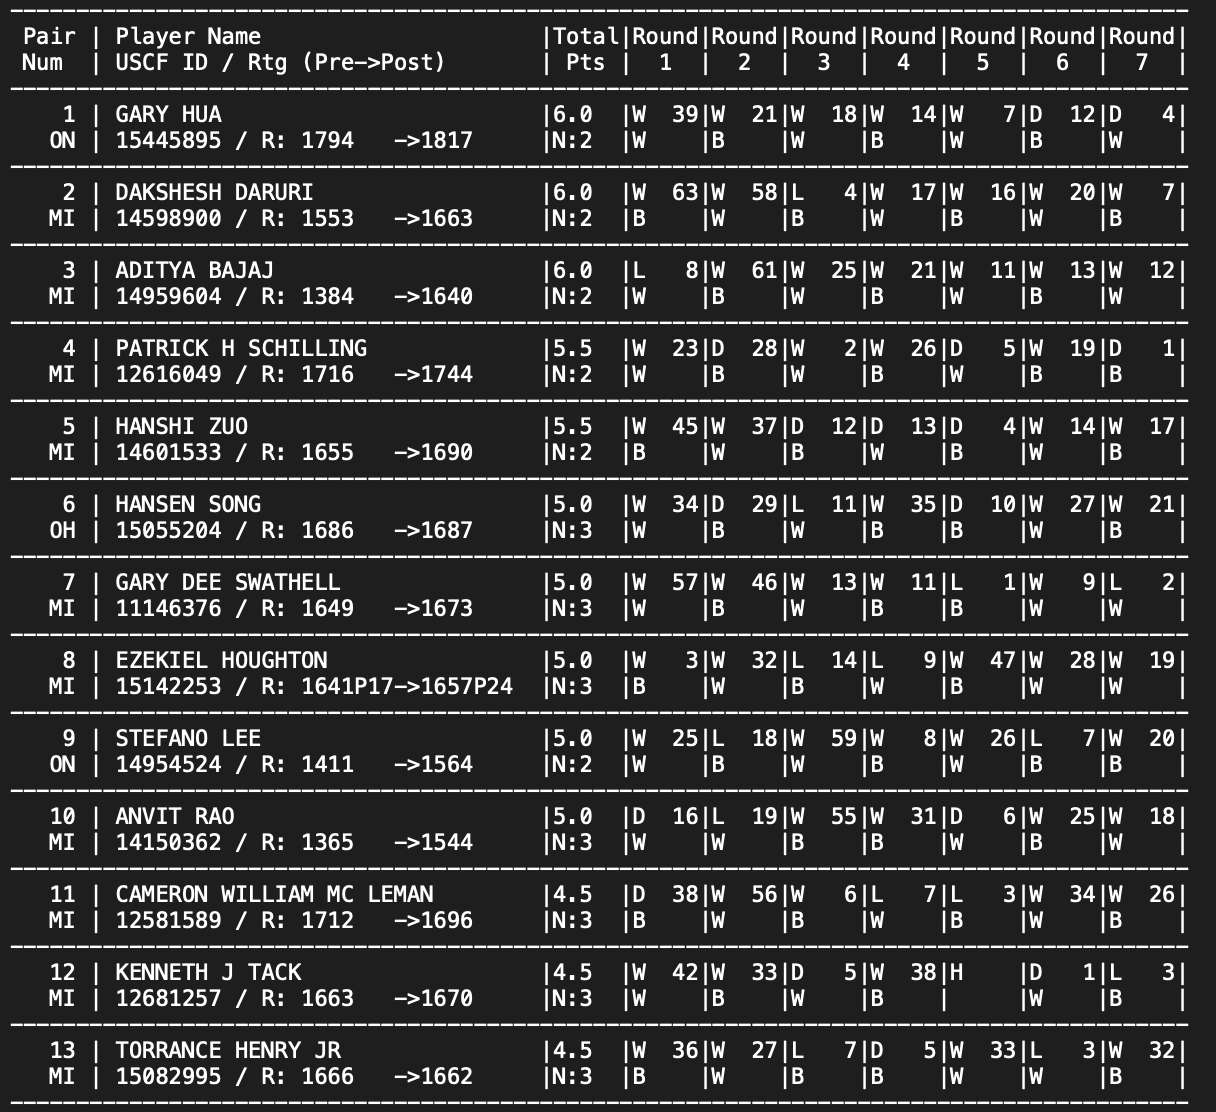 -----------------------------------------------------------------------------------------
 Pair | Player Name                     |Total|Round|Round|Round|Round|Round|Round|Round|
 Num  | USCF ID / Rtg (Pre->Post)       | Pts |  1  |  2  |  3  |  4  |  5  |  6  |  7  |
-----------------------------------------------------------------------------------------
    1 | GARY HUA                        |6.0  |W  39|W  21|W  18|W  14|W   7|D  12|D   4|
   ON | 15445895 / R: 1794   ->1817     |N:2  |W    |B    |W    |B    |W    |B    |W    |
-----------------------------------------------------------------------------------------
    2 | DAKSHESH DARURI                 |6.0  |W  63|W  58|L   4|W  17|W  16|W  20|W   7|
   MI | 14598900 / R: 1553   ->1663     |N:2  |B    |W    |B    |W    |B    |W    |B    |
-----------------------------------------------------------------------------------------
    3 | ADITYA BAJAJ                    |6.0  |L   8|W  61|W  25|W  21|W  11|W  13|W  12|
   MI | 14959604 / R: 1384   ->1640     |N:2  |W    |B    |W    |B    |W    |B    |W    |
-----------------------------------------------------------------------------------------
    4 | PATRICK H SCHILLING             |5.5  |W  23|D  28|W   2|W  26|D   5|W  19|D   1|
   MI | 12616049 / R: 1716   ->1744     |N:2  |W    |B    |W    |B    |W    |B    |B    |
-----------------------------------------------------------------------------------------
    5 | HANSHI ZUO                      |5.5  |W  45|W  37|D  12|D  13|D   4|W  14|W  17|
   MI | 14601533 / R: 1655   ->1690     |N:2  |B    |W    |B    |W    |B    |W    |B    |
-----------------------------------------------------------------------------------------
    6 | HANSEN SONG                     |5.0  |W  34|D  29|L  11|W  35|D  10|W  27|W  21|
   OH | 15055204 / R: 1686   ->1687     |N:3  |W    |B    |W    |B    |B    |W    |B    |
-----------------------------------------------------------------------------------------
    7 | GARY DEE SWATHELL               |5.0  |W  57|W  46|W  13|W  11|L   1|W   9|L   2|
   MI | 11146376 / R: 1649   ->1673     |N:3  |W    |B    |W    |B    |B    |W    |W    |
-----------------------------------------------------------------------------------------
    8 | EZEKIEL HOUGHTON                |5.0  |W   3|W  32|L  14|L   9|W  47|W  28|W  19|
   MI | 15142253 / R: 1641P17->1657P24  |N:3  |B    |W    |B    |W    |B    |W    |W    |
-----------------------------------------------------------------------------------------
    9 | STEFANO LEE                     |5.0  |W  25|L  18|W  59|W   8|W  26|L   7|W  20|
   ON | 14954524 / R: 1411   ->1564     |N:2  |W    |B    |W    |B    |W    |B    |B    |
-----------------------------------------------------------------------------------------
   10 | ANVIT RAO                       |5.0  |D  16|L  19|W  55|W  31|D   6|W  25|W  18|
   MI | 14150362 / R: 1365   ->1544     |N:3  |W    |W    |B    |B    |W    |B    |W    |
-----------------------------------------------------------------------------------------
   11 | CAMERON WILLIAM MC LEMAN        |4.5  |D  38|W  56|W   6|L   7|L   3|W  34|W  26|
   MI | 12581589 / R: 1712   ->1696     |N:3  |B    |W    |B    |W    |B    |W    |B    |
-----------------------------------------------------------------------------------------
   12 | KENNETH J TACK                  |4.5  |W  42|W  33|D   5|W  38|H    |D   1|L   3|
   MI | 12681257 / R: 1663   ->1670     |N:3  |W    |B    |W    |B    |     |W    |B    |
-----------------------------------------------------------------------------------------
   13 | TORRANCE HENRY JR               |4.5  |W  36|W  27|L   7|D   5|W  33|L   3|W  32|
   MI | 15082995 / R: 1666   ->1662     |N:3  |B    |W    |B    |B    |W    |W    |B    |
-----------------------------------------------------------------------------------------